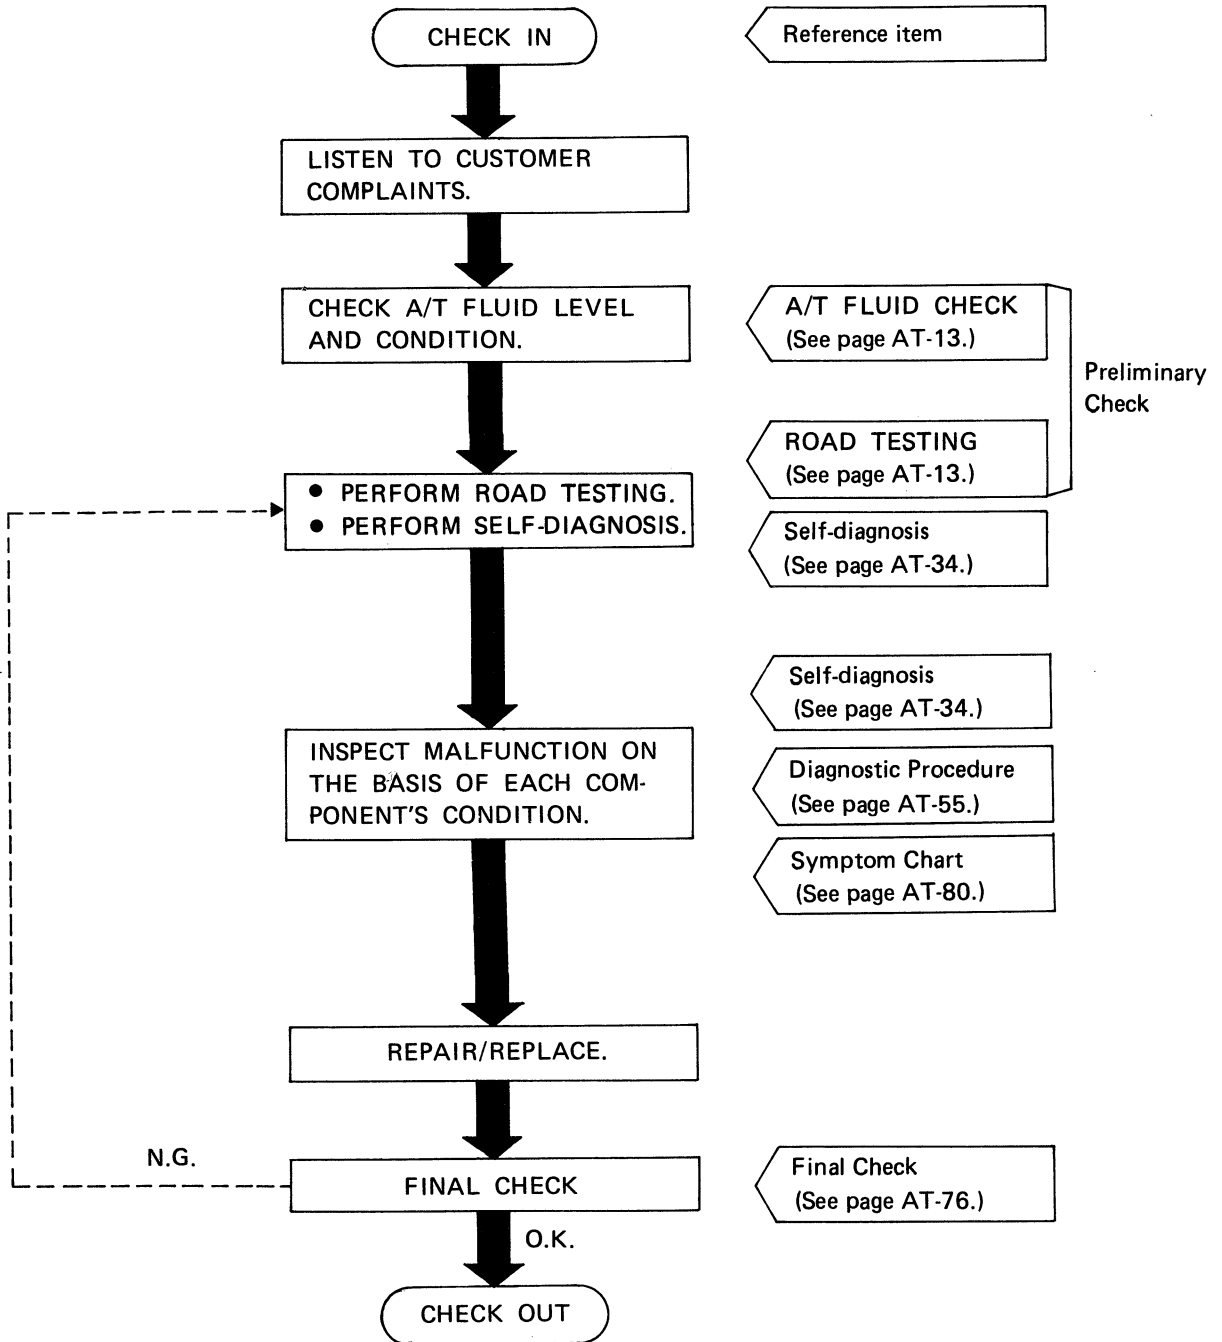 CHECK IN
Reference item
LISTEN TO CUSTOMER
COMPLAINTS.
CHECK A/T FLUID LEVEL
AND CONDITION.
A/T FLUID CHECK
(See page AT-13.)
Preliminary
Check
ROAD TESTING
(See page AT-13.)
● PERFORM ROAD TESTING.
● PERFORM SELF-DIAGNOSIS.
Self-diagnosis
(See page AT-34.)
Self-diagnosis
(See page AT-34.)
INSPECT MALFUNCTION ON
THE BASIS OF EACH COM-
PONENT'S CONDITION.
Diagnostic Procedure
(See page AT-55.)
Symptom Chart
(See page AT-80.)
REPAIR/REPLACE.
N.G.
FINAL CHECK
Final Check
(See page AT-76.)
O.K.
CHECK OUT